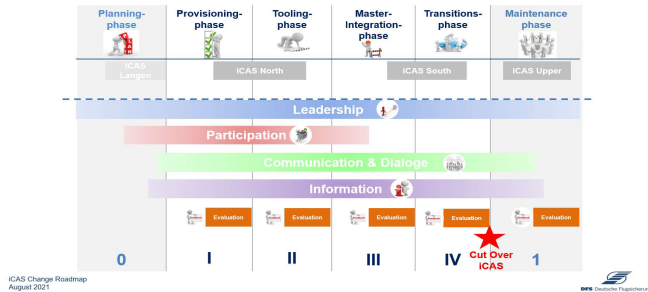 Planning-
phase
Provisioning-
phase
Tooling-
phase
Master-
Integration-
phase
Transitions-
phase
Maintenance
phase
iCAS
Langen
iCAS North
iCAS South
iCAS Upper
Leadership
Participation
Communication & Dialoge
Information
Evaluation
Evaluation
Evaluation
Evaluation
Evaluation
0
I
II
III
IV
Cut Over
iCAS
1
iCAS Change Roadmap
August 2021
DFS Deutsche Flugsicherung